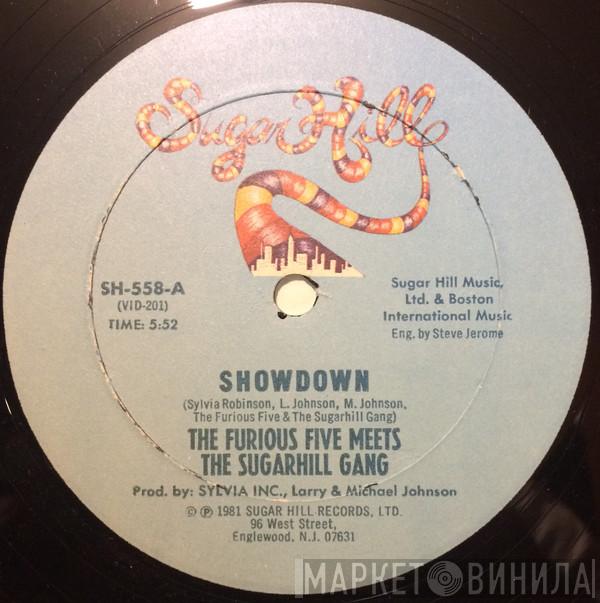 Sugar Hill
SH-558-A
(VID-201)
TIME: 5:52
Sugar Hill Music,
Ltd. & Boston
International Music
Eng. by Steve Jerome
SHOWDOWN
(Sylvia Robinson, L. Johnson, M. Johnson,
The Furious Five & The Sugarhill Gang)
THE FURIOUS FIVE MEETS
THE SUGARHILL GANG
Prod. by: SYLVIA INC., Larry & Michael Johnson
© ℗ 1981 SUGAR HILL RECORDS, LTD.
96 West Street,
Englewood, N.J. 07631
МАРКЕТ ВИНИЛА